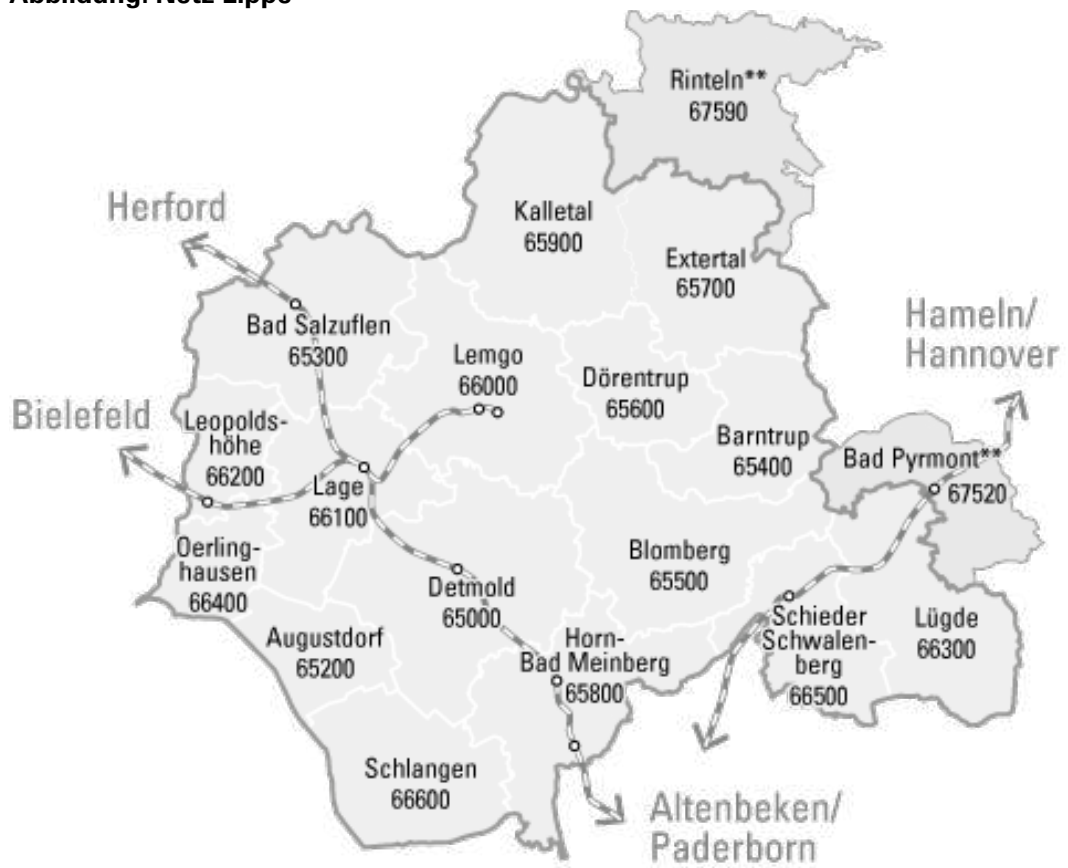 Abbildung: Netz Lippe
Rinteln**
67590
Herford
Kalletal
65900
Extertal
65700
Hameln/
Hannover
Bad Salzuflen
65300
Lemgo
66000
Dörentrup
65600
Bielefeld
Leopolds-
höhe
66200
Barntrup
65400
Bad Pyrmont**
67520
Lage
66100
Oerling-
hausen
66400
Blomberg
65500
Detmold
65000
Schieder
Schwalen-
berg
66500
Lügde
66300
Augustdorf
65200
Horn-
Bad Meinberg
65800
Schlangen
66600
Altenbeken/
Paderborn